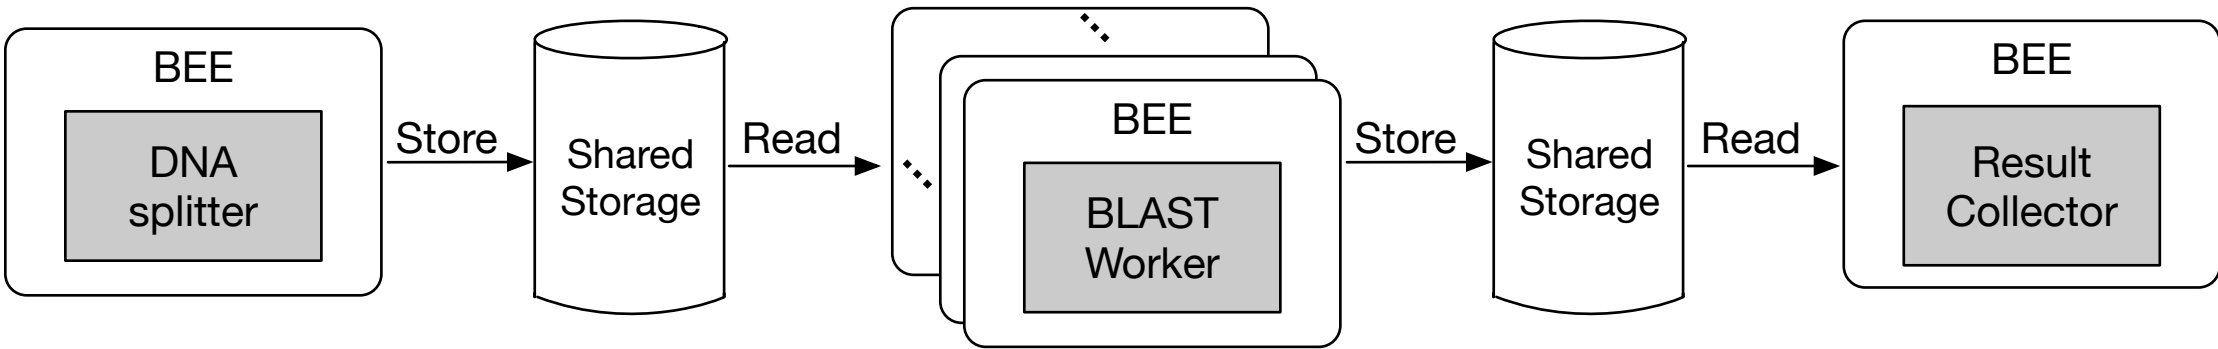 BEE
DNA
splitter
Store
Shared
Storage
Read
BEE
BLAST
Worker
Store
Shared
Storage
Read
BEE
Result
Collector